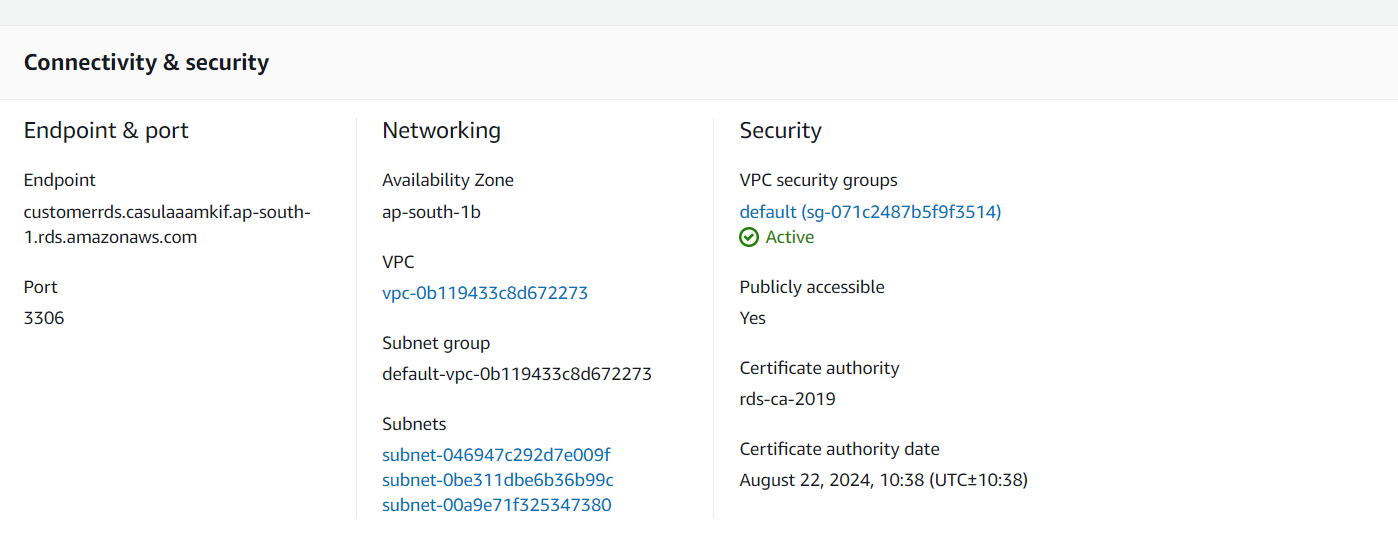 Connectivity & security
Endpoint & port
Endpoint
customerrds.casulaaamkif.ap-south-
1.rds.amazonaws.com
Port
3306
Networking
Availability Zone
ap-south-1b
VPC
vpc-0b119433c8d672273
Subnet group
default-vpc-0b119433c8d672273
Subnets
subnet-046947c292d7e009f
subnet-0be311dbe6b36b99c
subnet-00a9e71f325347380
Security
VPC security groups
default (sg-071c2487b5f9f3514)
Active
Publicly accessible
Yes
Certificate authority
rds-ca-2019
Certificate authority date
August 22, 2024, 10:38 (UTC±10:38)